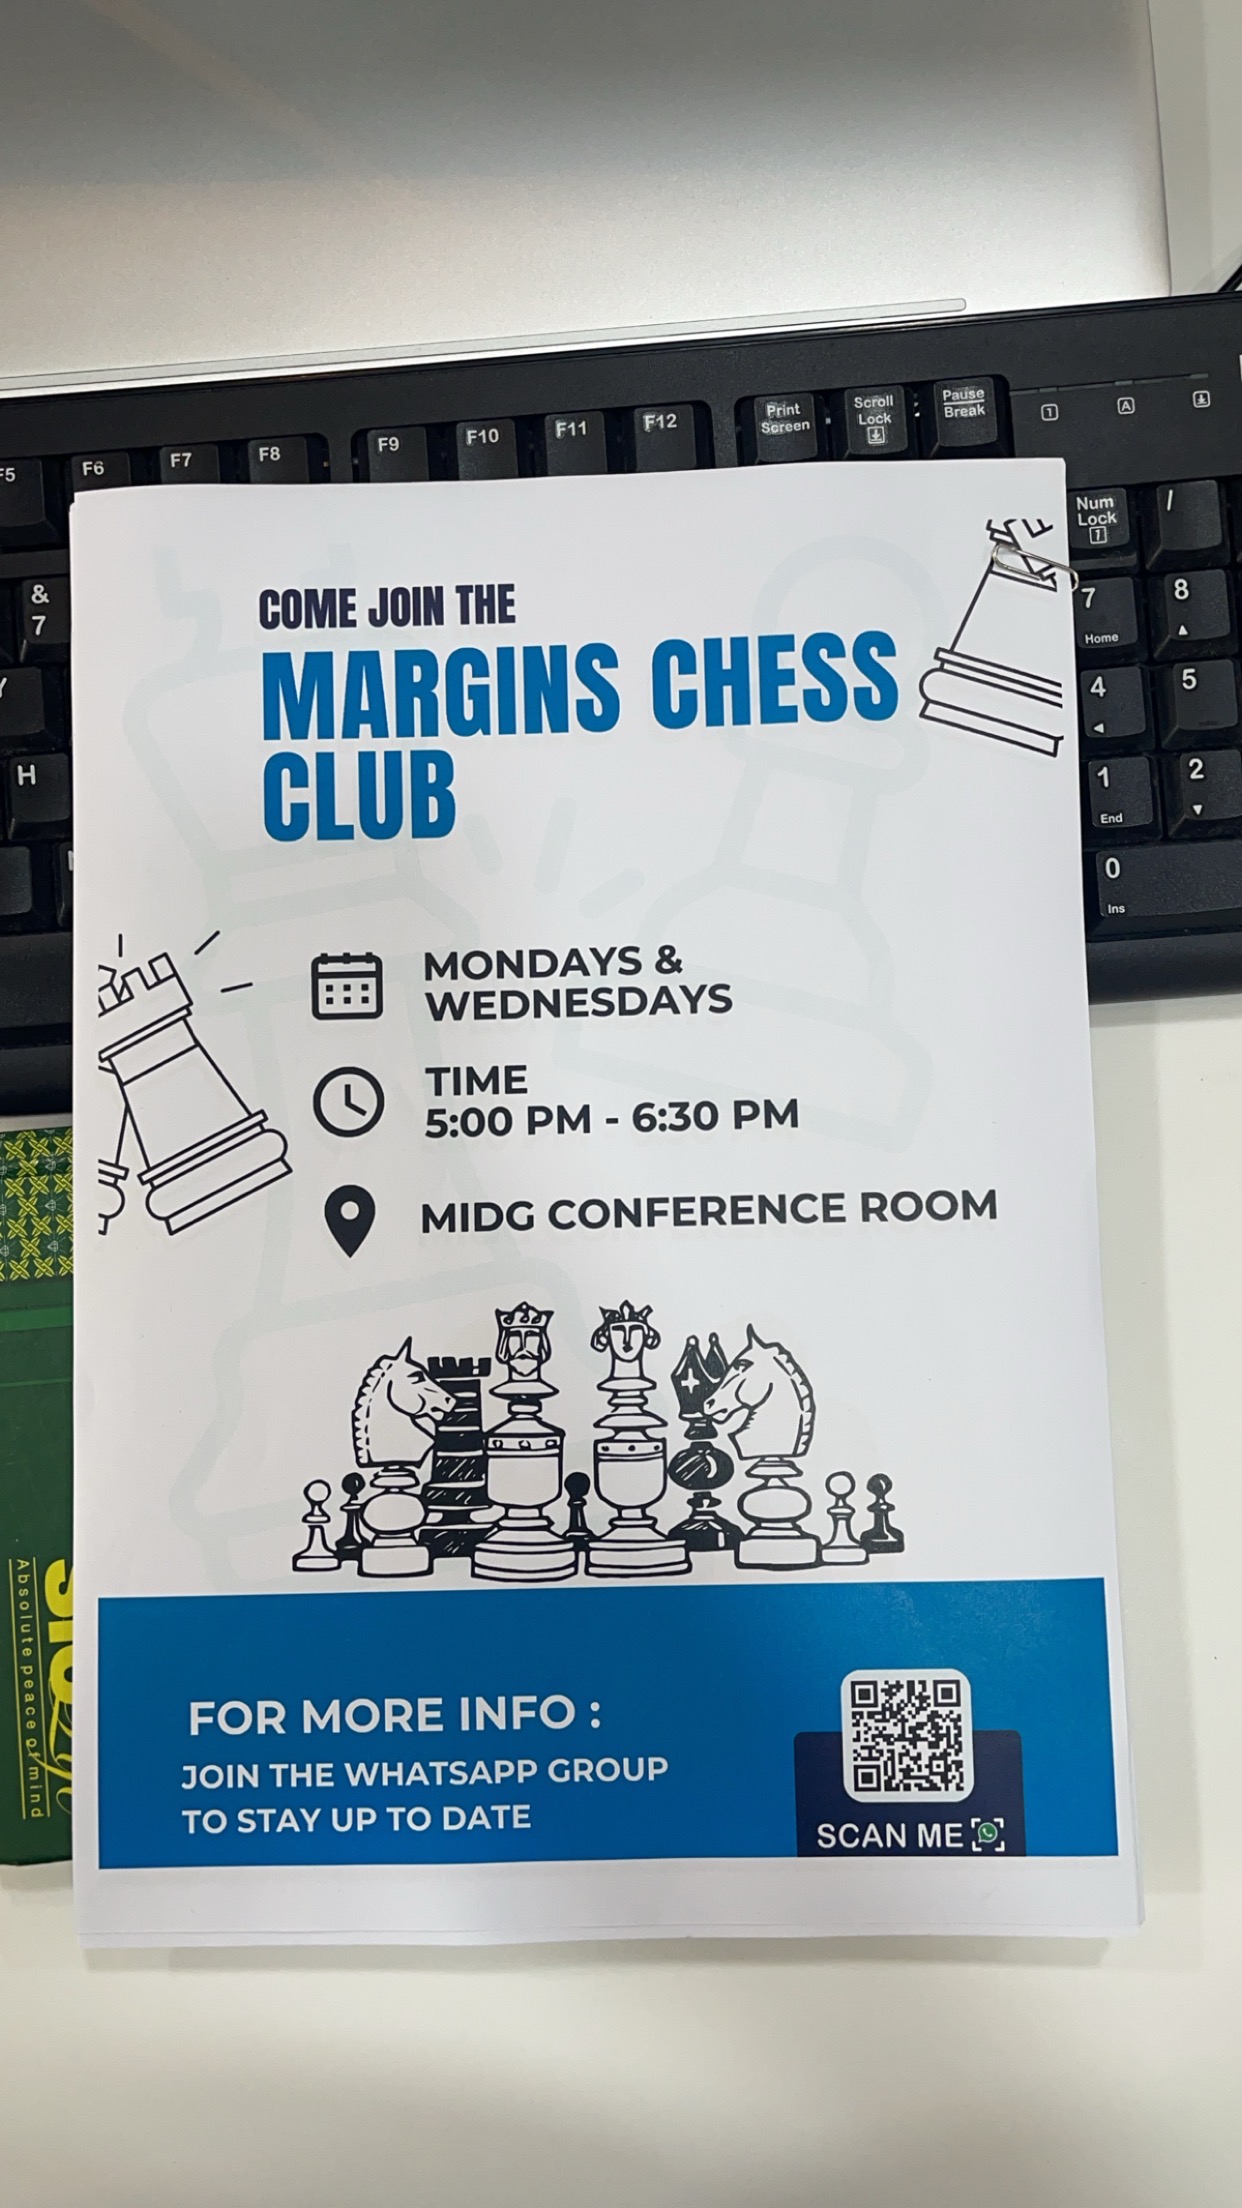 F5
F6
F7
F8
F9
F10
F11
F12
Print
Screen
Scroll
Lock
Pause
Break
1
A
&
7
H
Num
Lock
1
/
7
Home
8
4
5
1
End
2
0
Ins
COME JOIN THE
MARGINS CHESS
CLUB
MONDAYS &
WEDNESDAYS
TIME
5:00 PM - 6:30 PM
MIDG CONFERENCE ROOM
FOR MORE INFO :
JOIN THE WHATSAPP GROUP
TO STAY UP TO DATE
SCAN ME
Absolute peace of mind